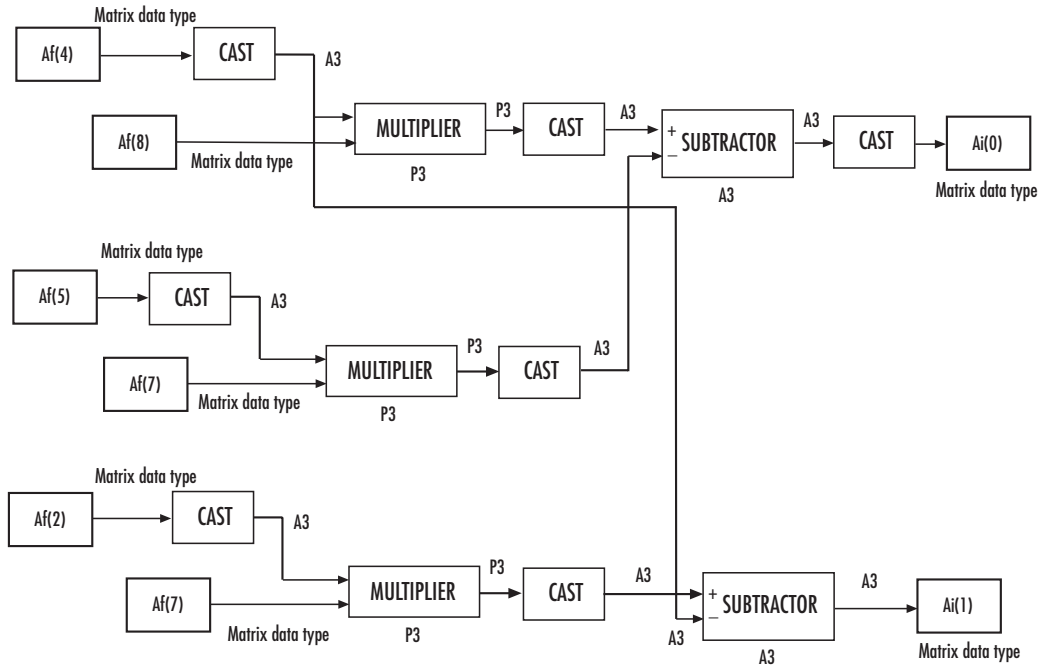 Matrix data type
Af(4)
CAST
A3
Af(8)
Matrix data type
MULTIPLIER
P3
P3
CAST
A3
+
−
SUBTRACTOR
A3
A3
CAST
Ai(0)
Matrix data type
Matrix data type
Af(5)
CAST
A3
Af(7)
Matrix data type
MULTIPLIER
P3
P3
CAST
A3
Matrix data type
Af(2)
CAST
A3
Af(7)
Matrix data type
MULTIPLIER
P3
P3
CAST
A3
+
−
A3
SUBTRACTOR
A3
A3
Ai(1)
Matrix data type